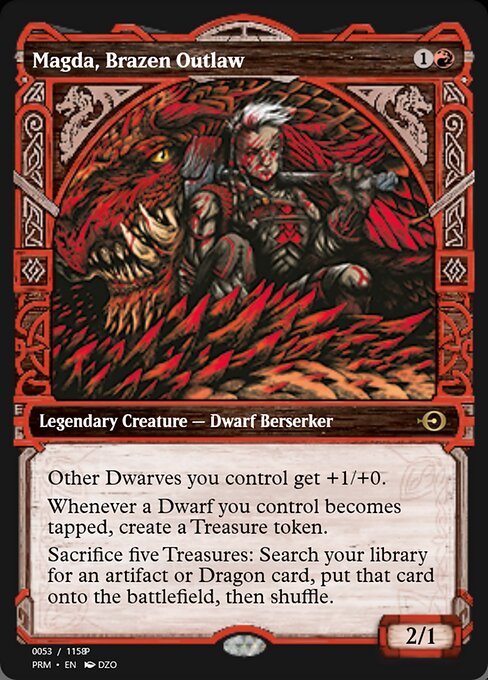 Magda, Brazen Outlaw 1
Legendary Creature — Dwarf Berserker
Other Dwarves you control get +1/+0.
Whenever a Dwarf you control becomes
tapped, create a Treasure token.
Sacrifice five Treasures: Search your library
for an artifact or Dragon card, put that card
onto the battlefield, then shuffle.
2/1
0053 / 1158P
PRM • EN DZO